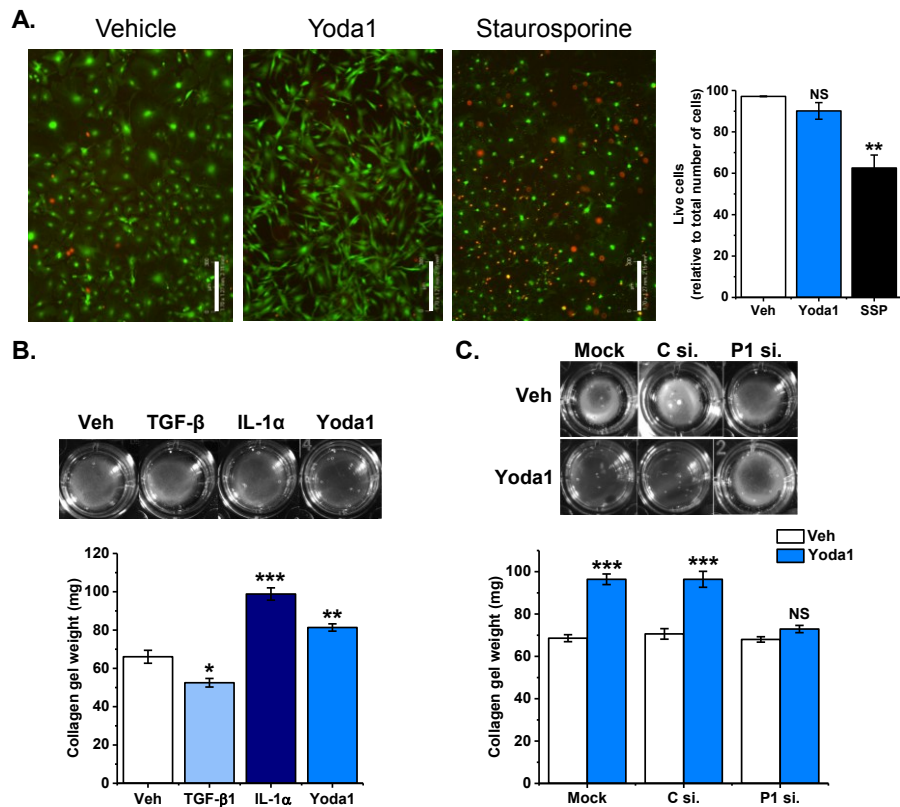 A.
Vehicle
Yoda1
Staurosporine
100
80
60
40
20
0
Live cells
(relative to total number of cells)
NS
**
Veh
Yoda1
SSP
B.
Veh
TGF-β
IL-1α
Yoda1
4
120
100
80
60
40
20
0
Collagen gel weight (mg)
*
***
**
Veh
TGF-β1
IL-1α
Yoda1
C.
Mock
C si.
P1 si.
Veh
Yoda1
2
Veh
Yoda1
100
80
60
40
20
0
Collagen gel weight (mg)
***
***
NS
Mock
C si.
P1 si.